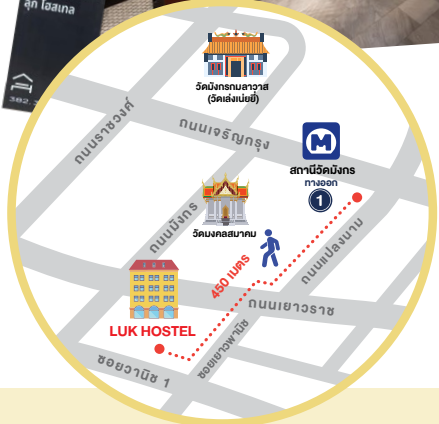 ลุก โฮสเทล
วัดมังกรกมลาวาส
(วัดเล่งเน่ยยี่)
ถนนราชวงศ์
ถนนเจริญกรุง
M
สถานีวัดมังกร
ทางออก
1
ถนนมังกร
วัดมงคลสมาคม
ถนนแปลงนาม
450 เมตร
ถนนเยาวราช
LUK HOSTEL
ซอยเยาวพานิช
ซอยวานิช 1